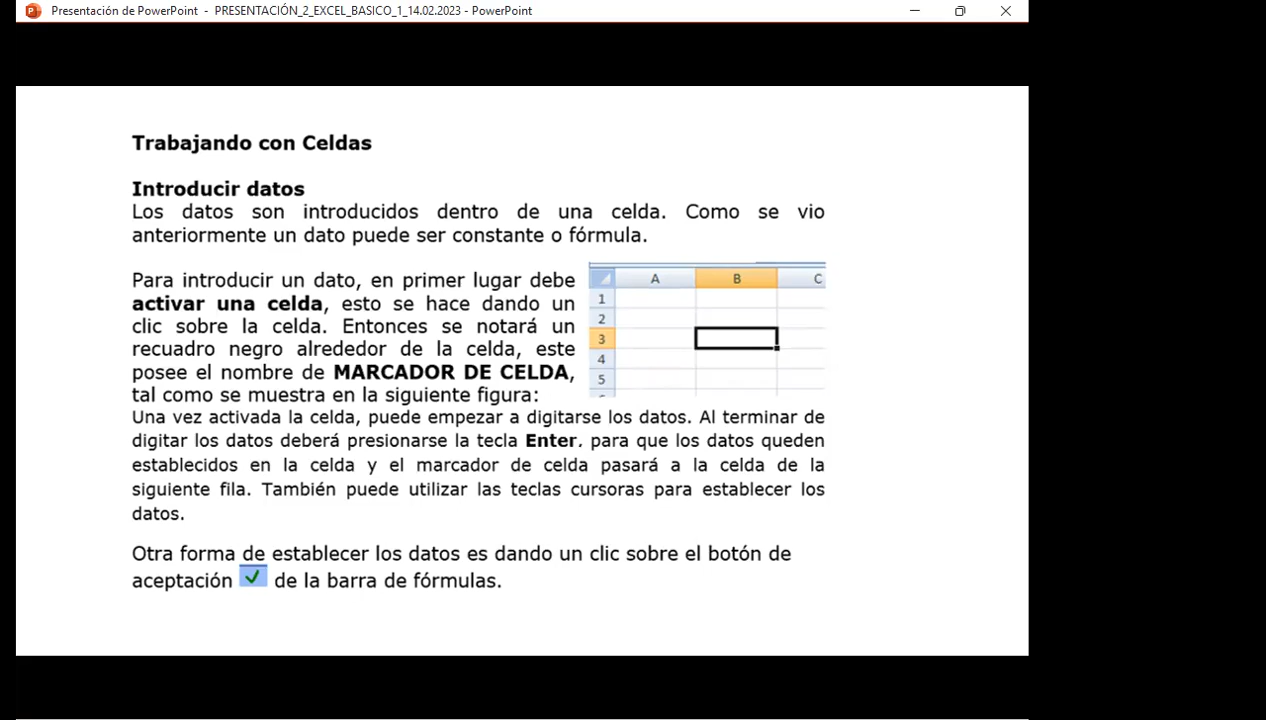 Presentación de PowerPoint - PRESENTACIÓN_2_EXCEL_BASICO_1_14.02.2023 - PowerPoint
Trabajando con Celdas
Introducir datos
Los datos son introducidos dentro de una celda. Como se vio
anteriormente un dato puede ser constante o fórmula.
Para introducir un dato, en primer lugar debe
activar una celda, esto se hace dando un
clic sobre la celda. Entonces se notará un
recuadro negro alrededor de la celda, este
posee el nombre de MARCADOR DE CELDA,
tal como se muestra en la siguiente figura:
A B C
1
2
3
4
5
Una vez activada la celda, puede empezar a digitarse los datos. Al terminar de
digitar los datos deberá presionarse la tecla Enter. para que los datos queden
establecidos en la celda y el marcador de celda pasará a la celda de la
siguiente fila. También puede utilizar las teclas cursoras para establecer los
datos.
Otra forma de establecer los datos es dando un clic sobre el botón de
aceptación ✓ de la barra de fórmulas.